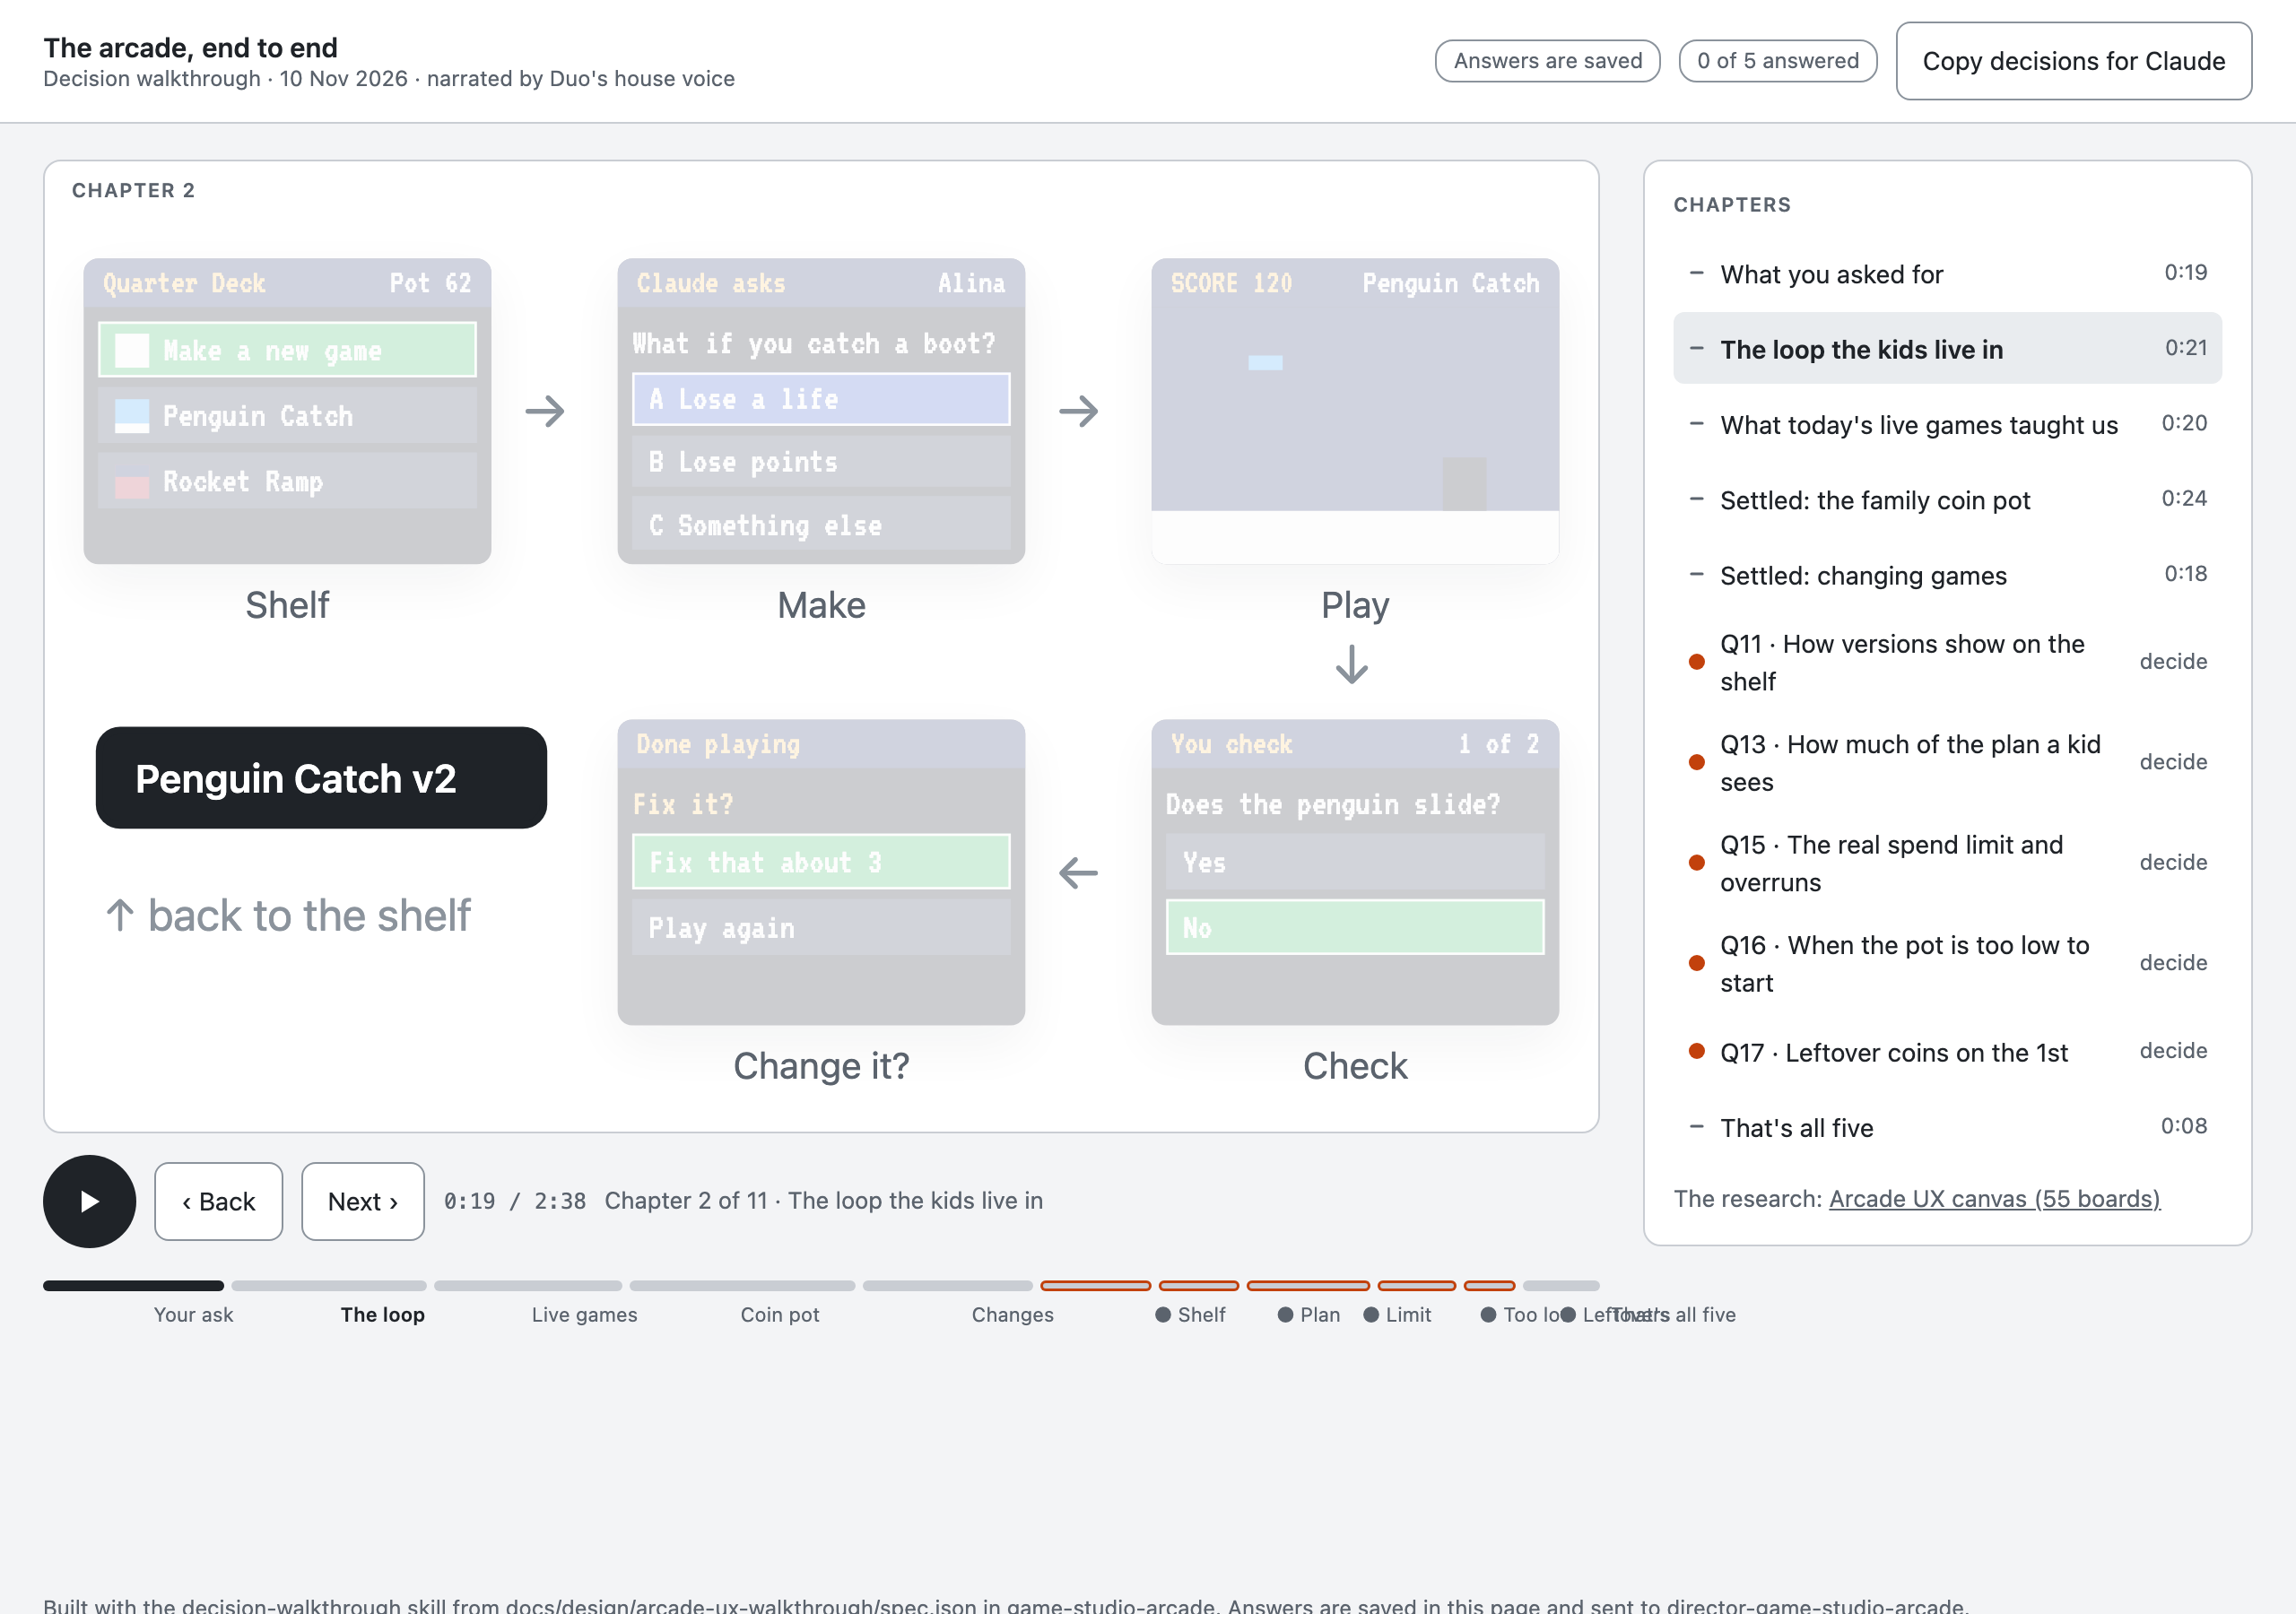 The arcade, end to end
Decision walkthrough · 10 Nov 2026 · narrated by Duo's house voice
Answers are saved
0 of 5 answered
Copy decisions for Claude
CHAPTER 2
Quarter Deck Pot 62
Make a new game
Penguin Catch
Rocket Ramp
Shelf
→
Claude asks Alina
What if you catch a boot?
A Lose a life
B Lose points
C Something else
Make
→
SCORE 120 Penguin Catch
Play
↓
You check 1 of 2
Does the penguin slide?
Yes
No
Check
←
Done playing
Fix it?
Fix that about 3
Play again
Change it?
Penguin Catch v2
↑ back to the shelf
‹ Back
Next ›
0:19 / 2:38 Chapter 2 of 11 · The loop the kids live in
Your ask
The loop
Live games
Coin pot
Changes
Shelf
Plan
Limit
Too lo
Leftovers
That's all five
CHAPTERS
– What you asked for 0:19
– The loop the kids live in 0:21
– What today's live games taught us 0:20
– Settled: the family coin pot 0:24
– Settled: changing games 0:18
Q11 · How versions show on the
shelf
decide
Q13 · How much of the plan a kid
sees
decide
Q15 · The real spend limit and
overruns
decide
Q16 · When the pot is too low to
start
decide
Q17 · Leftover coins on the 1st decide
– That's all five 0:08
The research: Arcade UX canvas (55 boards)
Built with the decision-walkthrough skill from docs/design/arcade-ux-walkthrough/spec.json in game-studio-arcade. Answers are saved in this page and sent to director-game-studio-arcade.